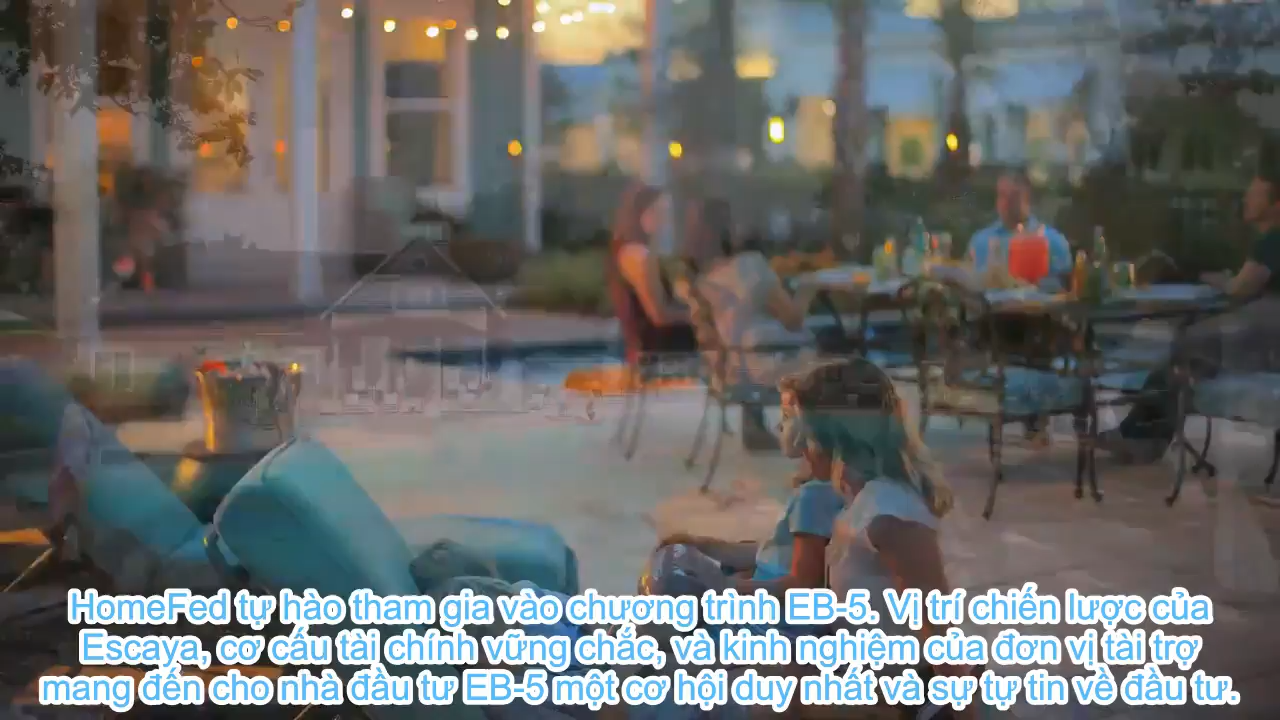 HomeFed tự hào tham gia vào chương trình EB-5. Vị trí chiến lược của
Escaya, cơ cấu tài chính vững chắc, và kinh nghiệm của đơn vị tài trợ
mang đến cho nhà đầu tư EB-5 một cơ hội duy nhất và sự tự tin về đầu tư.